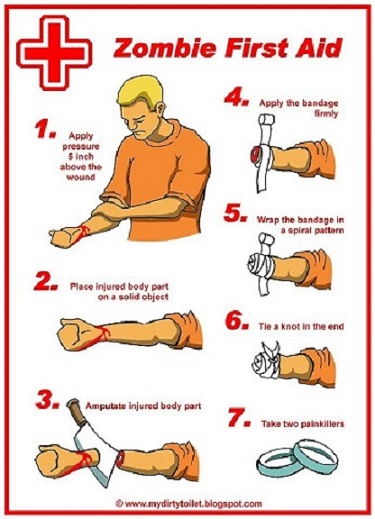 Zombie First Aid
1. Apply
pressure
5 inch
above the
wound
2. Place injured body part
on a solid object
3. Amputate injured body part
4. Apply the bandage
firmly
5. Wrap the bandage in
a spiral pattern
6. Tie a knot in the end
7. Take two painkillers
© www.mydirtytoilet.blogspot.com